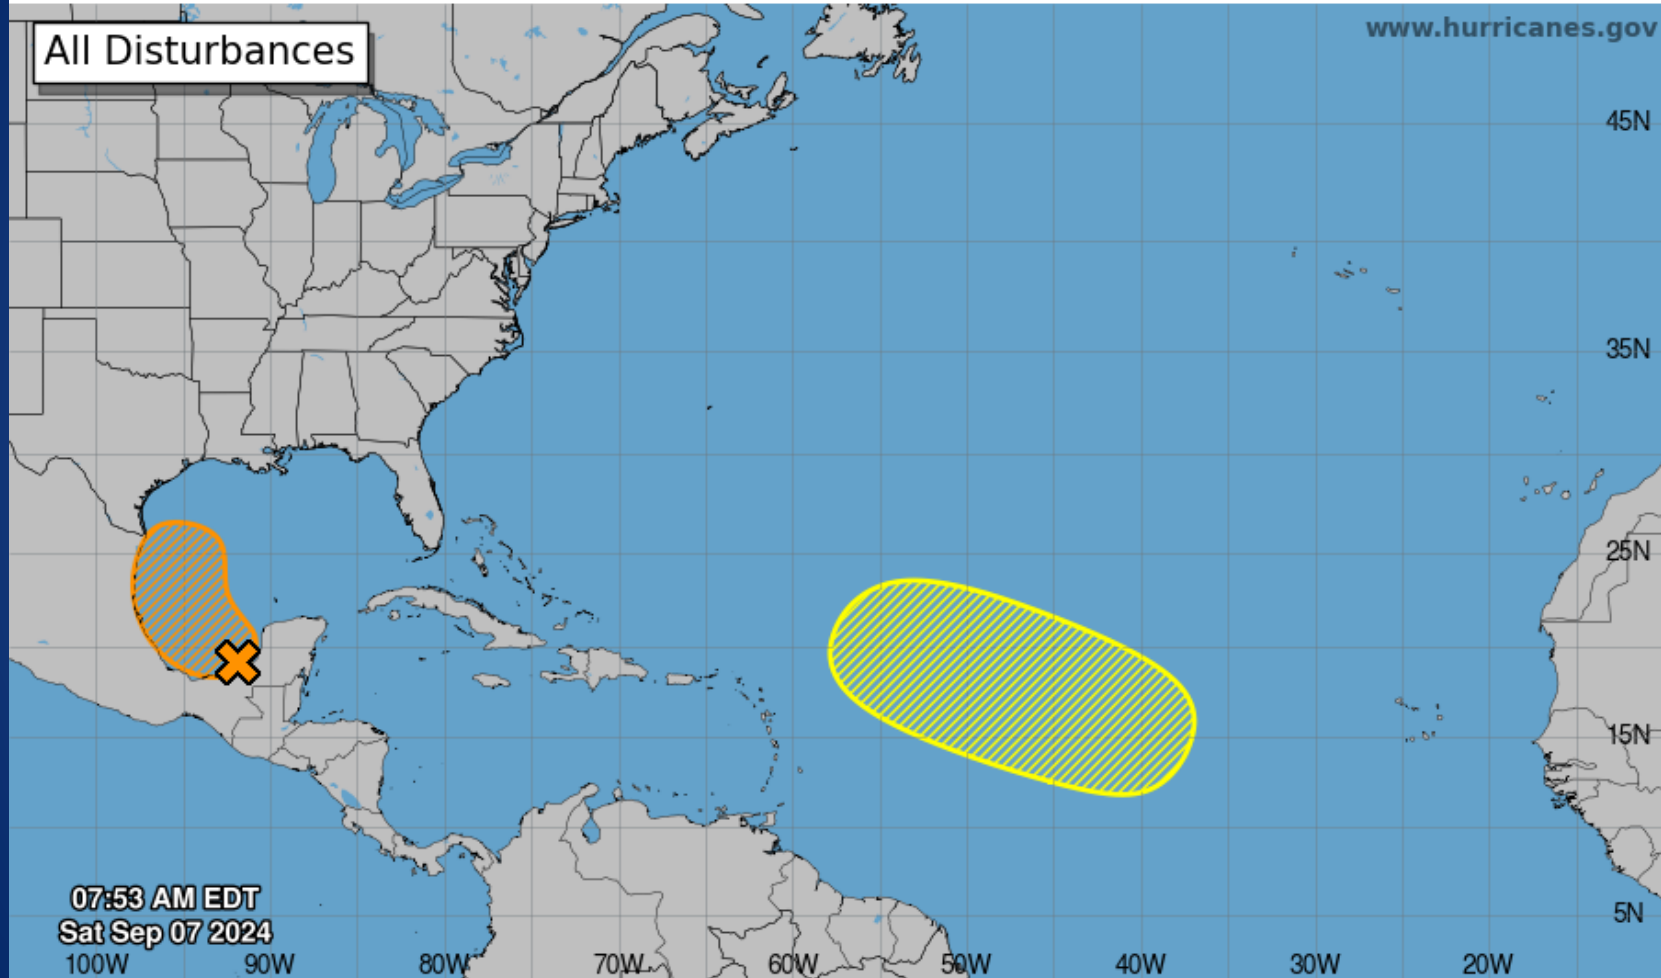 All Disturbances
www.hurricanes.gov
45N
35N
25N
15N
07:53 AM EDT
5N
Sat Sep 07 2024
100W 90W 80W 70W 60W 50W 40W 30W 20W